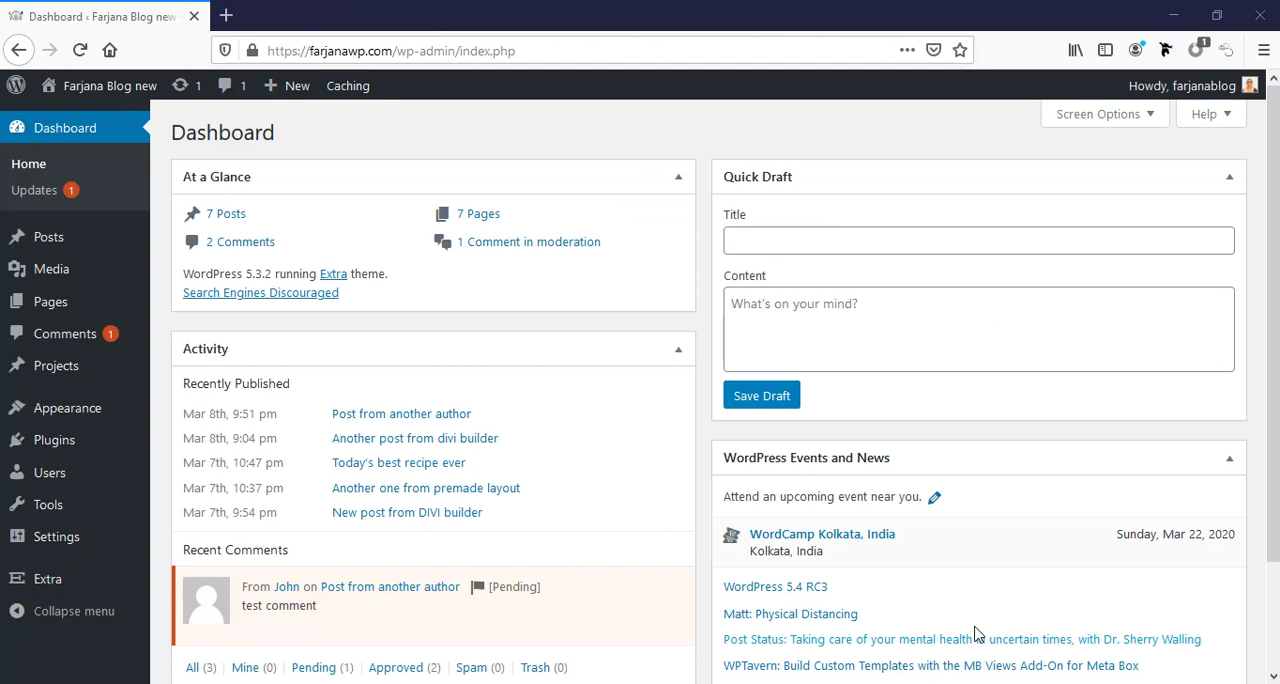 Dashboard ‹ Farjana Blog new
https://farjanawp.com/wp-admin/index.php
1
Farjana Blog new 1 1 New Caching Howdy, farjanablog
Dashboard
Home
Updates 1
Posts
Media
Pages
Comments 1
Projects
Appearance
Plugins
Users
Tools
Settings
Extra
Collapse menu
Screen Options Help
Dashboard
At a Glance
7 Posts 7 Pages
2 Comments 1 Comment in moderation
WordPress 5.3.2 running Extra theme.
Search Engines Discouraged
Activity
Recently Published
Mar 8th, 9:51 pm Post from another author
Mar 8th, 9:04 pm Another post from divi builder
Mar 7th, 10:47 pm Today's best recipe ever
Mar 7th, 10:37 pm Another one from premade layout
Mar 7th, 9:54 pm New post from DIVI builder
Recent Comments
From John on Post from another author [Pending]
test comment
All (3) Mine (0) Pending (1) Approved (2) Spam (0) Trash (0)
Quick Draft
Title
Content
What's on your mind?
Save Draft
WordPress Events and News
Attend an upcoming event near you.
WordCamp Kolkata, India Sunday, Mar 22, 2020
Kolkata, India
WordPress 5.4 RC3
Matt: Physical Distancing
Post Status: Taking care of your mental health uncertain times, with Dr. Sherry Walling
WPTavern: Build Custom Templates with the MB Views Add-On for Meta Box